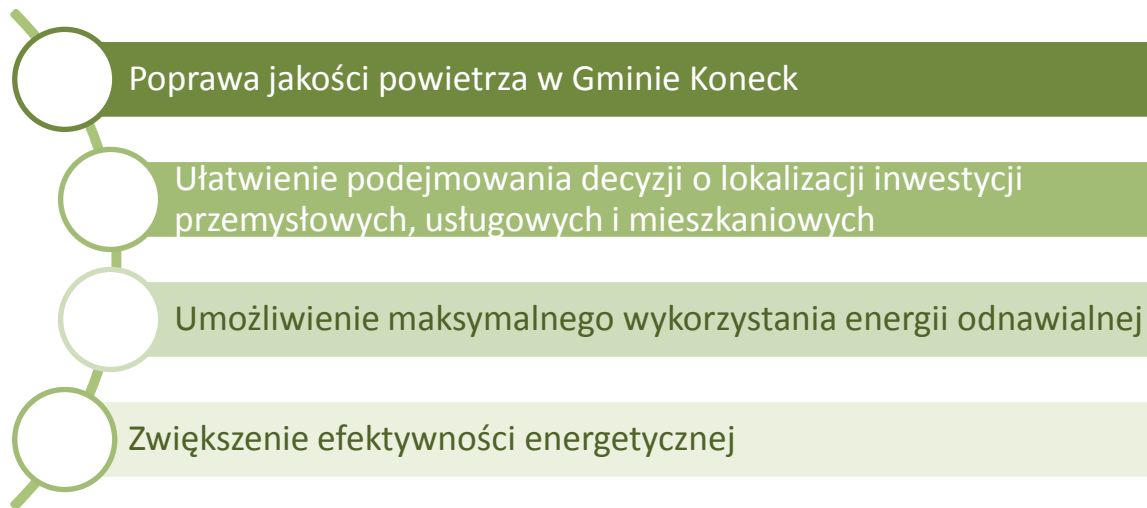 Poprawa jakości powietrza w Gminie Koneck
Ułatwienie podejmowania decyzji o lokalizacji inwestycji
przemysłowych, usługowych i mieszkaniowych
Umożliwienie maksymalnego wykorzystania energii odnawialnej
Zwiększenie efektywności energetycznej